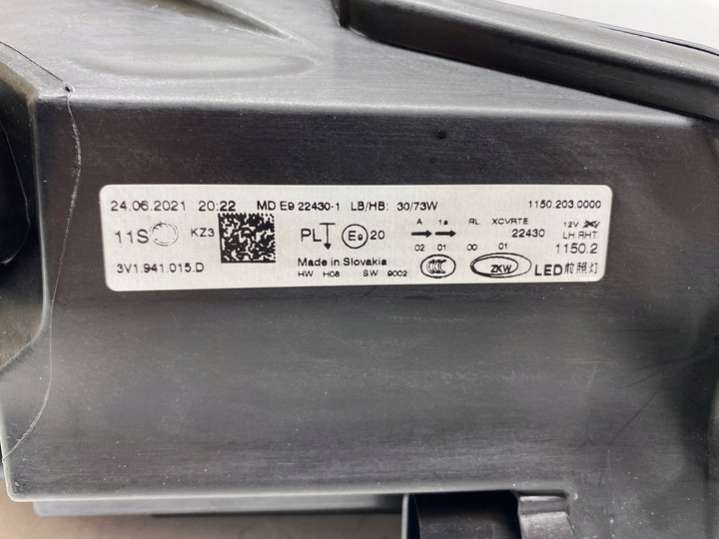 24.06.2021 20:22 MD E9 22430-1 LB/HB: 30/73W 1150.203.0000
A 1a RL XCVRTE 12V
11S KZ3 PL E9 20 22430 LH.RHT
02 01 00 01 1150.2
3V1.941.015.D Made in Slovakia CCC ZKW LED前照灯
HW H08 SW 9002